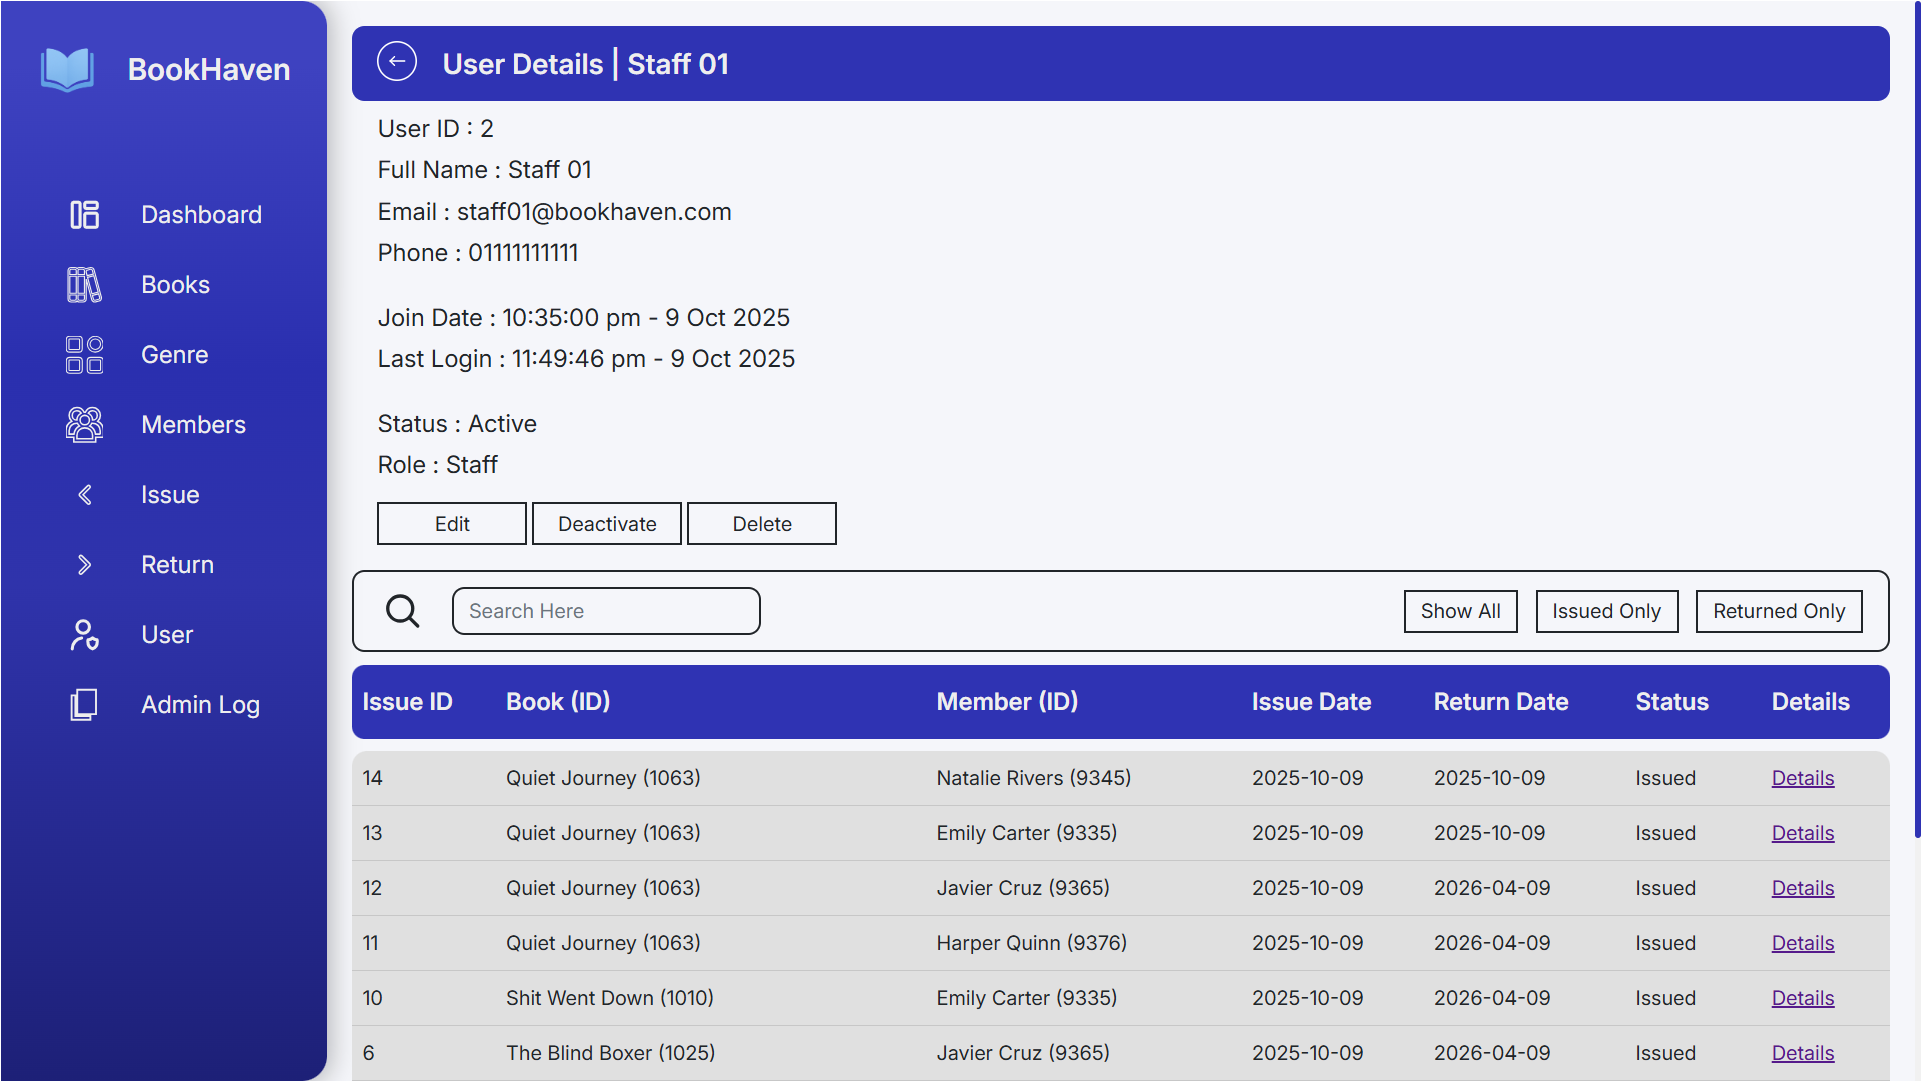 BookHaven
Dashboard
Books
Genre
Members
Issue
Return
User
Admin Log
User Details | Staff 01
User ID : 2
Full Name : Staff 01
Email : staff01@bookhaven.com
Phone : 01111111111
Join Date : 10:35:00 pm - 9 Oct 2025
Last Login : 11:49:46 pm - 9 Oct 2025
Status : Active
Role : Staff
Edit Deactivate Delete
Search Here Show All Issued Only Returned Only
Issue ID Book (ID) Member (ID) Issue Date Return Date Status Details
14 Quiet Journey (1063) Natalie Rivers (9345) 2025-10-09 2025-10-09 Issued Details
13 Quiet Journey (1063) Emily Carter (9335) 2025-10-09 2025-10-09 Issued Details
12 Quiet Journey (1063) Javier Cruz (9365) 2025-10-09 2026-04-09 Issued Details
11 Quiet Journey (1063) Harper Quinn (9376) 2025-10-09 2026-04-09 Issued Details
10 Shit Went Down (1010) Emily Carter (9335) 2025-10-09 2026-04-09 Issued Details
6 The Blind Boxer (1025) Javier Cruz (9365) 2025-10-09 2026-04-09 Issued Details